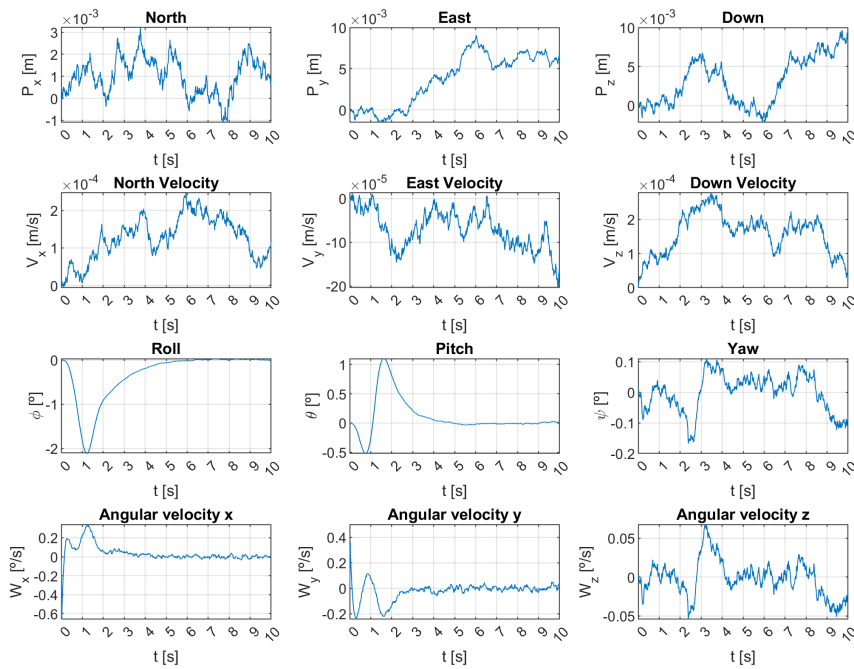 North
×10⁻³
3
2
1
0
-1
P_x [m]
0 1 2 3 4 5 6 7 8 9 10
t [s]
East
×10⁻³
10
5
0
P_y [m]
0 1 2 3 4 5 6 7 8 9 10
t [s]
Down
×10⁻³
10
5
0
P_z [m]
0 1 2 3 4 5 6 7 8 9 10
t [s]
North Velocity
×10⁻⁴
2
1
0
V_x [m/s]
0 1 2 3 4 5 6 7 8 9 10
t [s]
East Velocity
×10⁻⁵
0
-10
-20
V_y [m/s]
0 1 2 3 4 5 6 7 8 9 10
t [s]
Down Velocity
×10⁻⁴
2
1
0
V_z [m/s]
0 1 2 3 4 5 6 7 8 9 10
t [s]
Roll
0
-1
-2
ϕ [º]
0 1 2 3 4 5 6 7 8 9 10
t [s]
Pitch
1
0.5
0
-0.5
θ [º]
0 1 2 3 4 5 6 7 8 9 10
t [s]
Yaw
0.1
0
-0.1
-0.2
ψ [º]
0 1 2 3 4 5 6 7 8 9 10
t [s]
Angular velocity x
0.2
0
-0.2
-0.4
-0.6
W_x [º/s]
0 1 2 3 4 5 6 7 8 9 10
t [s]
Angular velocity y
0.4
0.2
0
-0.2
W_y [º/s]
0 1 2 3 4 5 6 7 8 9 10
t [s]
Angular velocity z
0.05
0
-0.05
W_z [º/s]
0 1 2 3 4 5 6 7 8 9 10
t [s]